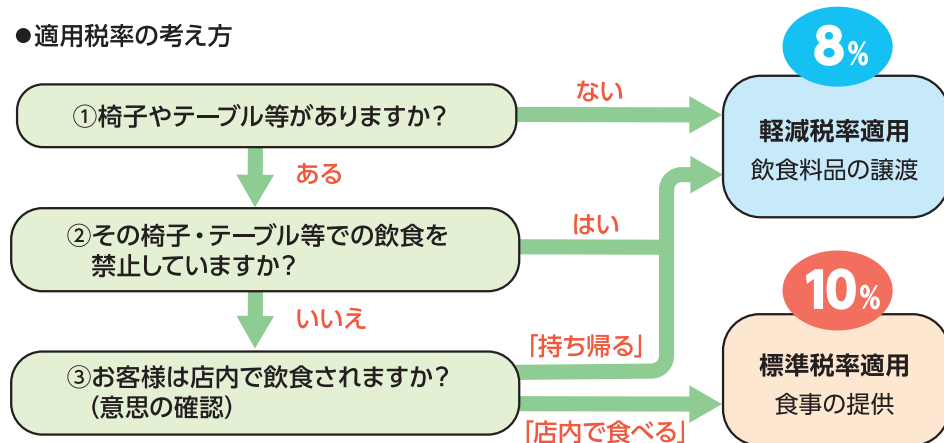 ●適用税率の考え方
①椅子やテーブル等がありますか？
ない
8%
軽減税率適用
飲食料品の譲渡
ある
②その椅子・テーブル等での飲食を
禁止していますか？
はい
いいえ
③お客様は店内で飲食されますか？
（意思の確認）
「持ち帰る」
「店内で食べる」
10%
標準税率適用
食事の提供